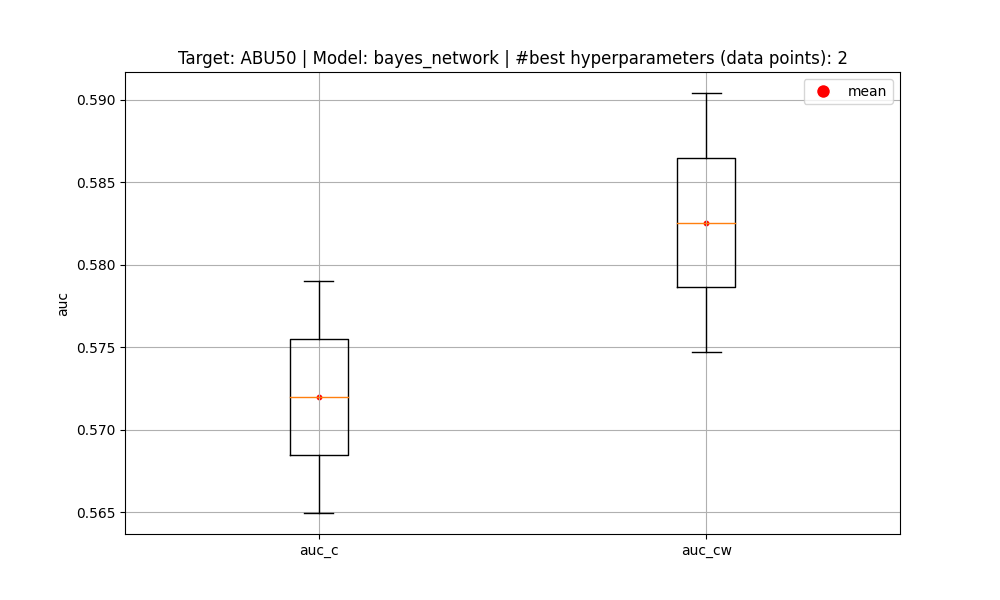 Target: ABU50 | Model: bayes_network | #best hyperparameters (data points): 2
mean
auc
0.590
0.585
0.580
0.575
0.570
0.565
auc_c
auc_cw